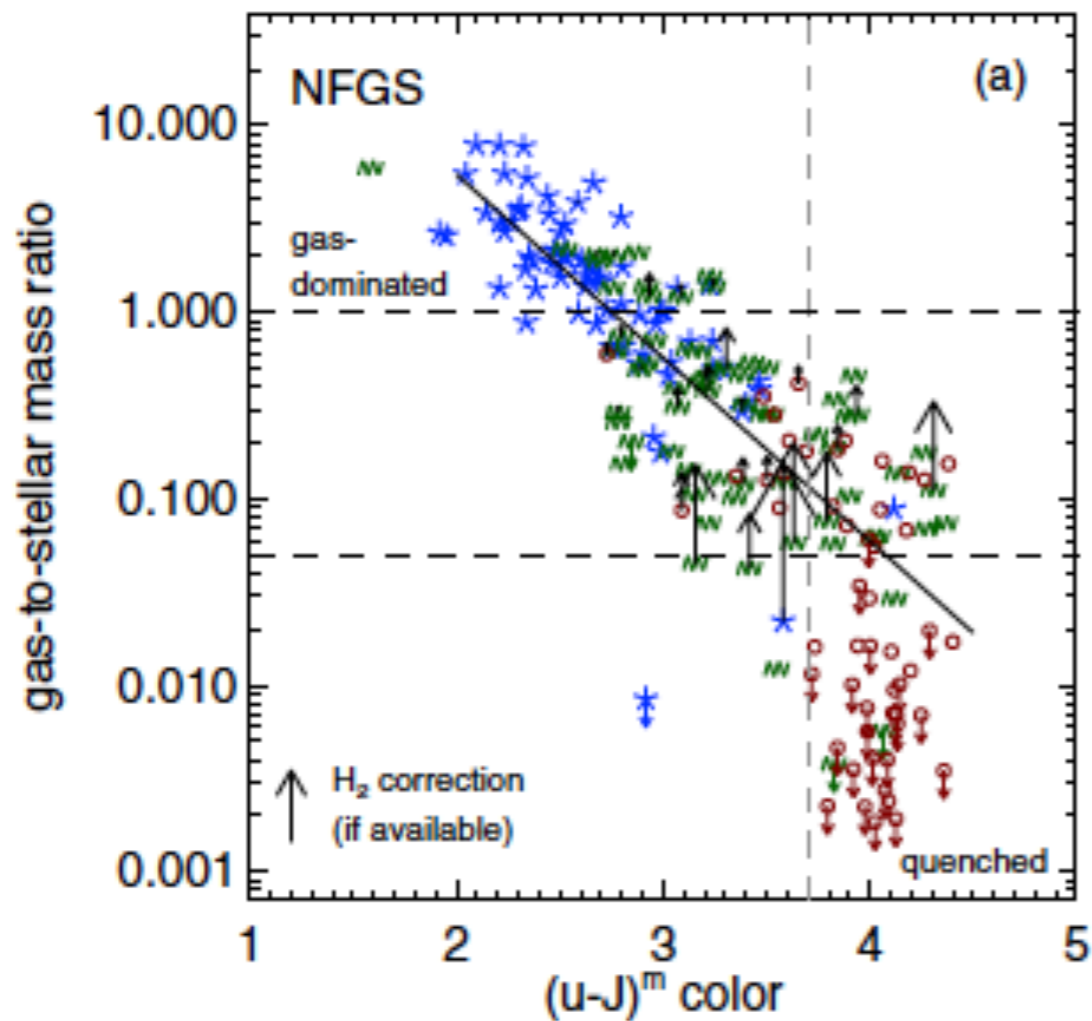 NFGS
(a)
10.000
gas-
dominated
1.000
0.100
0.010
H₂ correction
(if available)
quenched
0.001
1 2 3 4 5
(u-J)ᵐ color
gas-to-stellar mass ratio